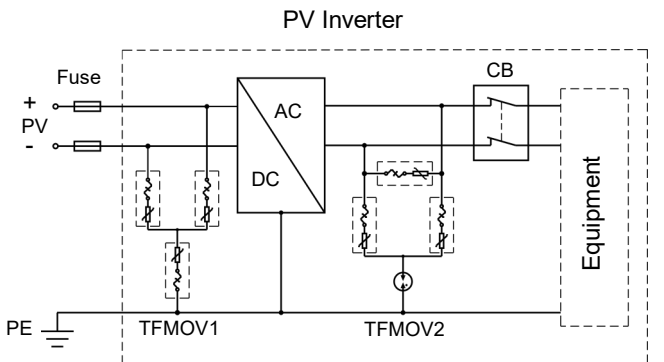 PV Inverter
Fuse
CB
+
PV
-
AC
DC
Equipment
PE
TFMOV1
TFMOV2